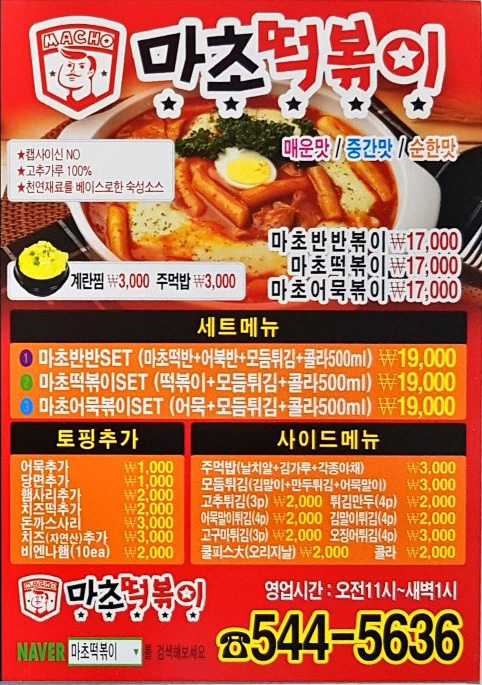 MACHO
마초떡볶이
매운맛 / 중간맛 / 순한맛
★캡사이신 NO
★고추가루 100%
★천연재료를 베이스로한 숙성소스
마초반반볶이 ₩17,000
마초떡볶이 ₩17,000
마초어묵볶이 ₩17,000
계란찜 ₩3,000 주먹밥 ₩3,000
세트메뉴
1 마초반반SET (마초떡반+어복반+모듬튀김+콜라500ml) ₩19,000
2 마초떡볶이SET (떡볶이+모듬튀김+콜라500ml) ₩19,000
3 마초어묵볶이SET (어묵+모듬튀김+콜라500ml) ₩19,000
토핑추가
어묵추가 ₩1,000
당면추가 ₩1,000
햄사리추가 ₩2,000
치즈떡추가 ₩2,000
돈까스사리 ₩3,000
치즈(자연산)추가 ₩3,000
비엔나햄(10ea) ₩2,000
사이드메뉴
주먹밥(날치알+김가루+각종야채) ₩3,000
모듬튀김(김말이+만두튀김+어묵말이) ₩3,000
고추튀김(3p) ₩2,000 튀김만두(4p) ₩2,000
어묵말이튀김(4p) ₩2,000 김말이튀김(4p) ₩2,000
고구마튀김(3p) ₩2,000 오징어튀김(4p) ₩3,000
쿨피스大(오리지날) ₩2,000 콜라 ₩2,000
MACHO
마초떡볶이
영업시간 : 오전11시~새벽1시
☎544-5636
NAVER 마초떡볶이 ▼ 를 검색해보세요